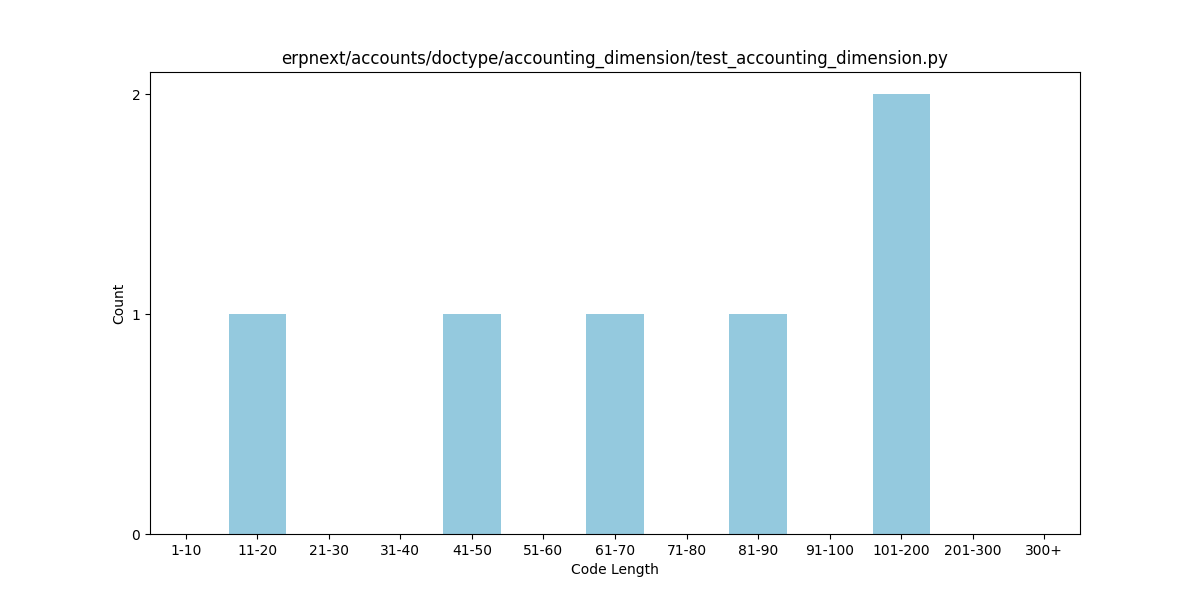 erpnext/accounts/doctype/accounting_dimension/test_accounting_dimension.py
2
1
0
Count
1-10 11-20 21-30 31-40 41-50 51-60 61-70 71-80 81-90 91-100 101-200 201-300 300+
Code Length